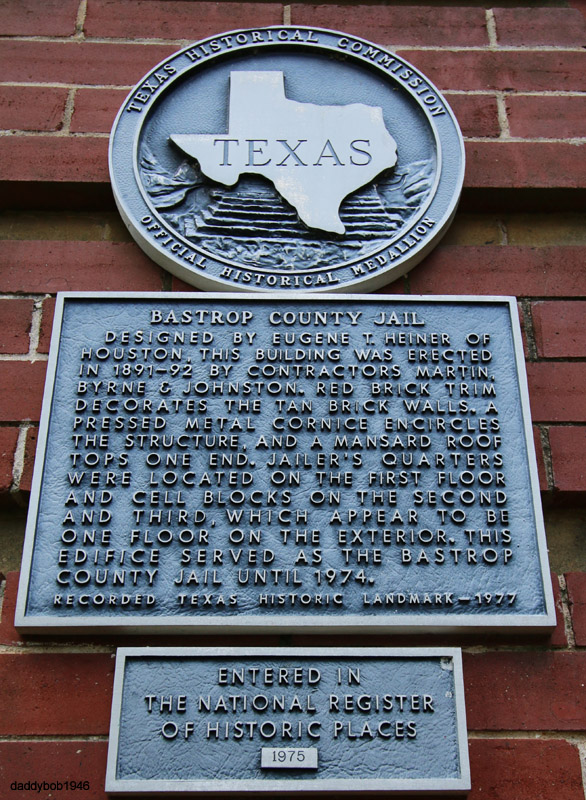 TEXAS HISTORICAL COMMISSION
TEXAS
OFFICIAL HISTORICAL MEDALLION
BASTROP COUNTY JAIL
DESIGNED BY EUGENE T. HEINER OF
HOUSTON, THIS BUILDING WAS ERECTED
IN 1891-92 BY CONTRACTORS MARTIN,
BYRNE & JOHNSTON. RED BRICK TRIM
DECORATES THE TAN BRICK WALLS. A
PRESSED METAL CORNICE ENCIRCLES
THE STRUCTURE, AND A MANSARD ROOF
TOPS ONE END. JAILER'S QUARTERS
WERE LOCATED ON THE FIRST FLOOR
AND CELL BLOCKS ON THE SECOND
AND THIRD, WHICH APPEAR TO BE
ONE FLOOR ON THE EXTERIOR. THIS
EDIFICE SERVED AS THE BASTROP
COUNTY JAIL UNTIL 1974.
RECORDED TEXAS HISTORIC LANDMARK-1977
ENTERED IN
THE NATIONAL REGISTER
OF HISTORIC PLACES
1975
daddybob1946